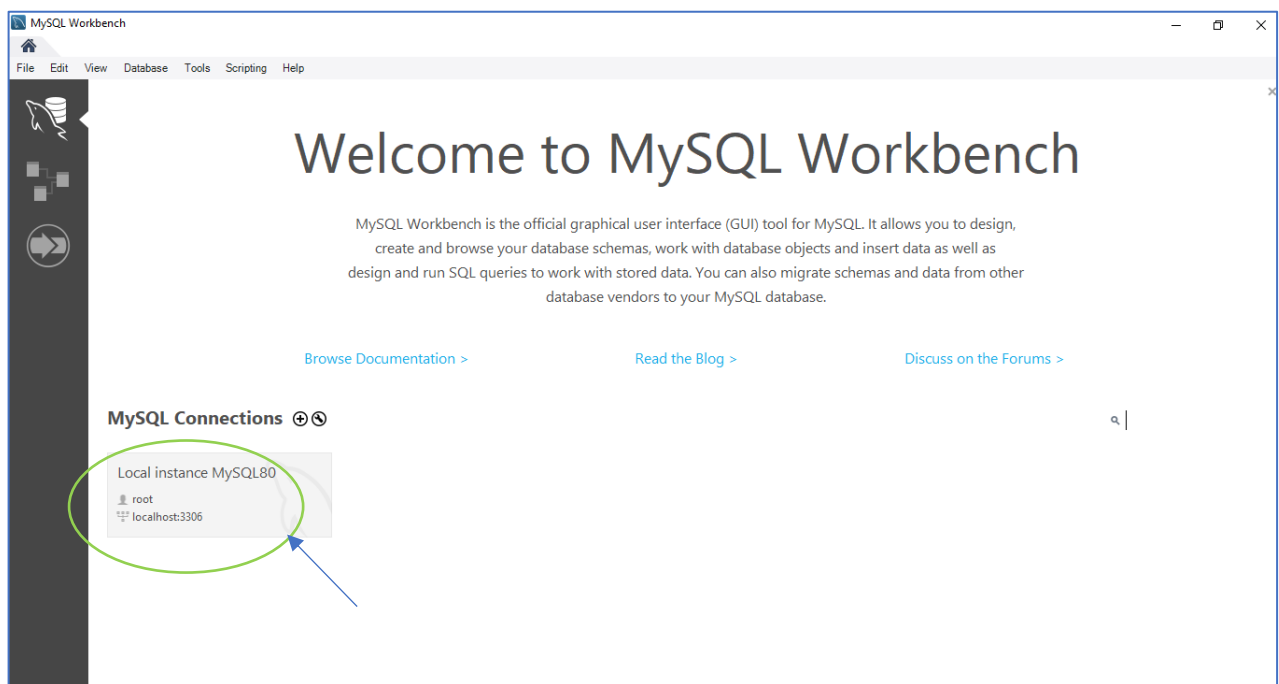 MySQL Workbench
File Edit View Database Tools Scripting Help
Welcome to MySQL Workbench
MySQL Workbench is the official graphical user interface (GUI) tool for MySQL. It allows you to design,
create and browse your database schemas, work with database objects and insert data as well as
design and run SQL queries to work with stored data. You can also migrate schemas and data from other
database vendors to your MySQL database.
Browse Documentation > Read the Blog > Discuss on the Forums >
MySQL Connections
Local instance MySQL80
root
localhost:3306